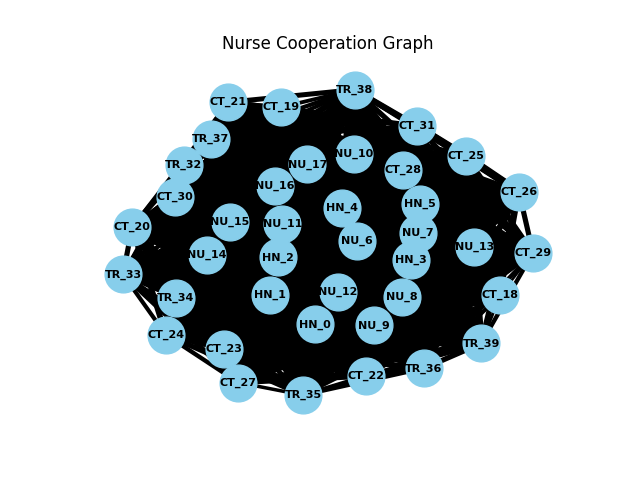 Nurse Cooperation Graph
TR_38
CT_21
CT_19
CT_31
TR_37
NU_10
CT_25
TR_32
NU_17
CT_28
NU_16
CT_26
CT_30
HN_5
HN_4
NU_15
NU_11
CT_20
NU_7
NU_6
NU_13
CT_29
NU_14
HN_2
HN_3
TR_33
NU_12
HN_1
CT_18
NU_8
TR_34
HN_0
NU_9
CT_24
TR_39
CT_23
TR_36
CT_22
CT_27
TR_35